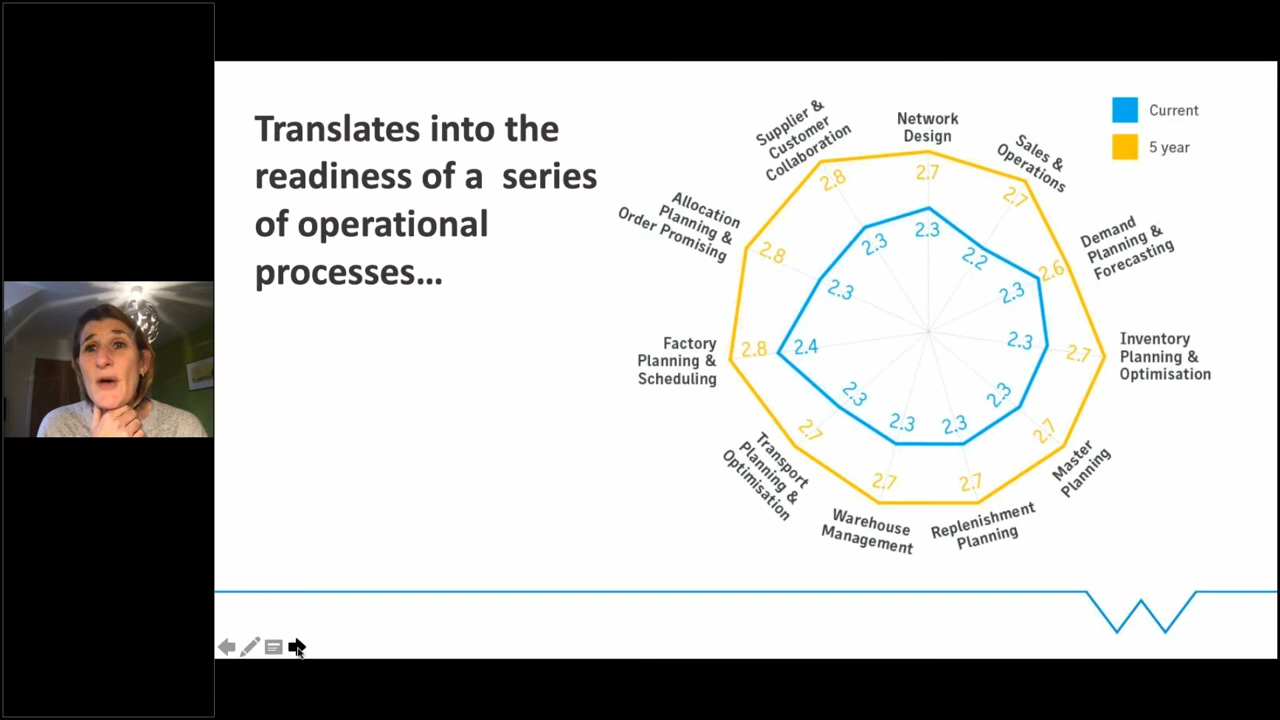 Translates into the
readiness of a  series
of operational
processes...
Current
5 year
Network
Design
2.7
2.3
Sales &
Operations
2.7
2.2
Demand
Planning &
Forecasting
2.6
2.3
Inventory
Planning &
Optimisation
2.7
2.3
Master
Planning
2.7
2.3
Replenishment
Planning
2.7
2.3
Warehouse
Management
2.7
2.3
Transport
Planning &
Optimisation
2.7
2.3
Factory
Planning &
Scheduling
2.8
2.4
Allocation
Planning &
Order Promising
2.8
2.3
Supplier &
Customer
Collaboration
2.8
2.3